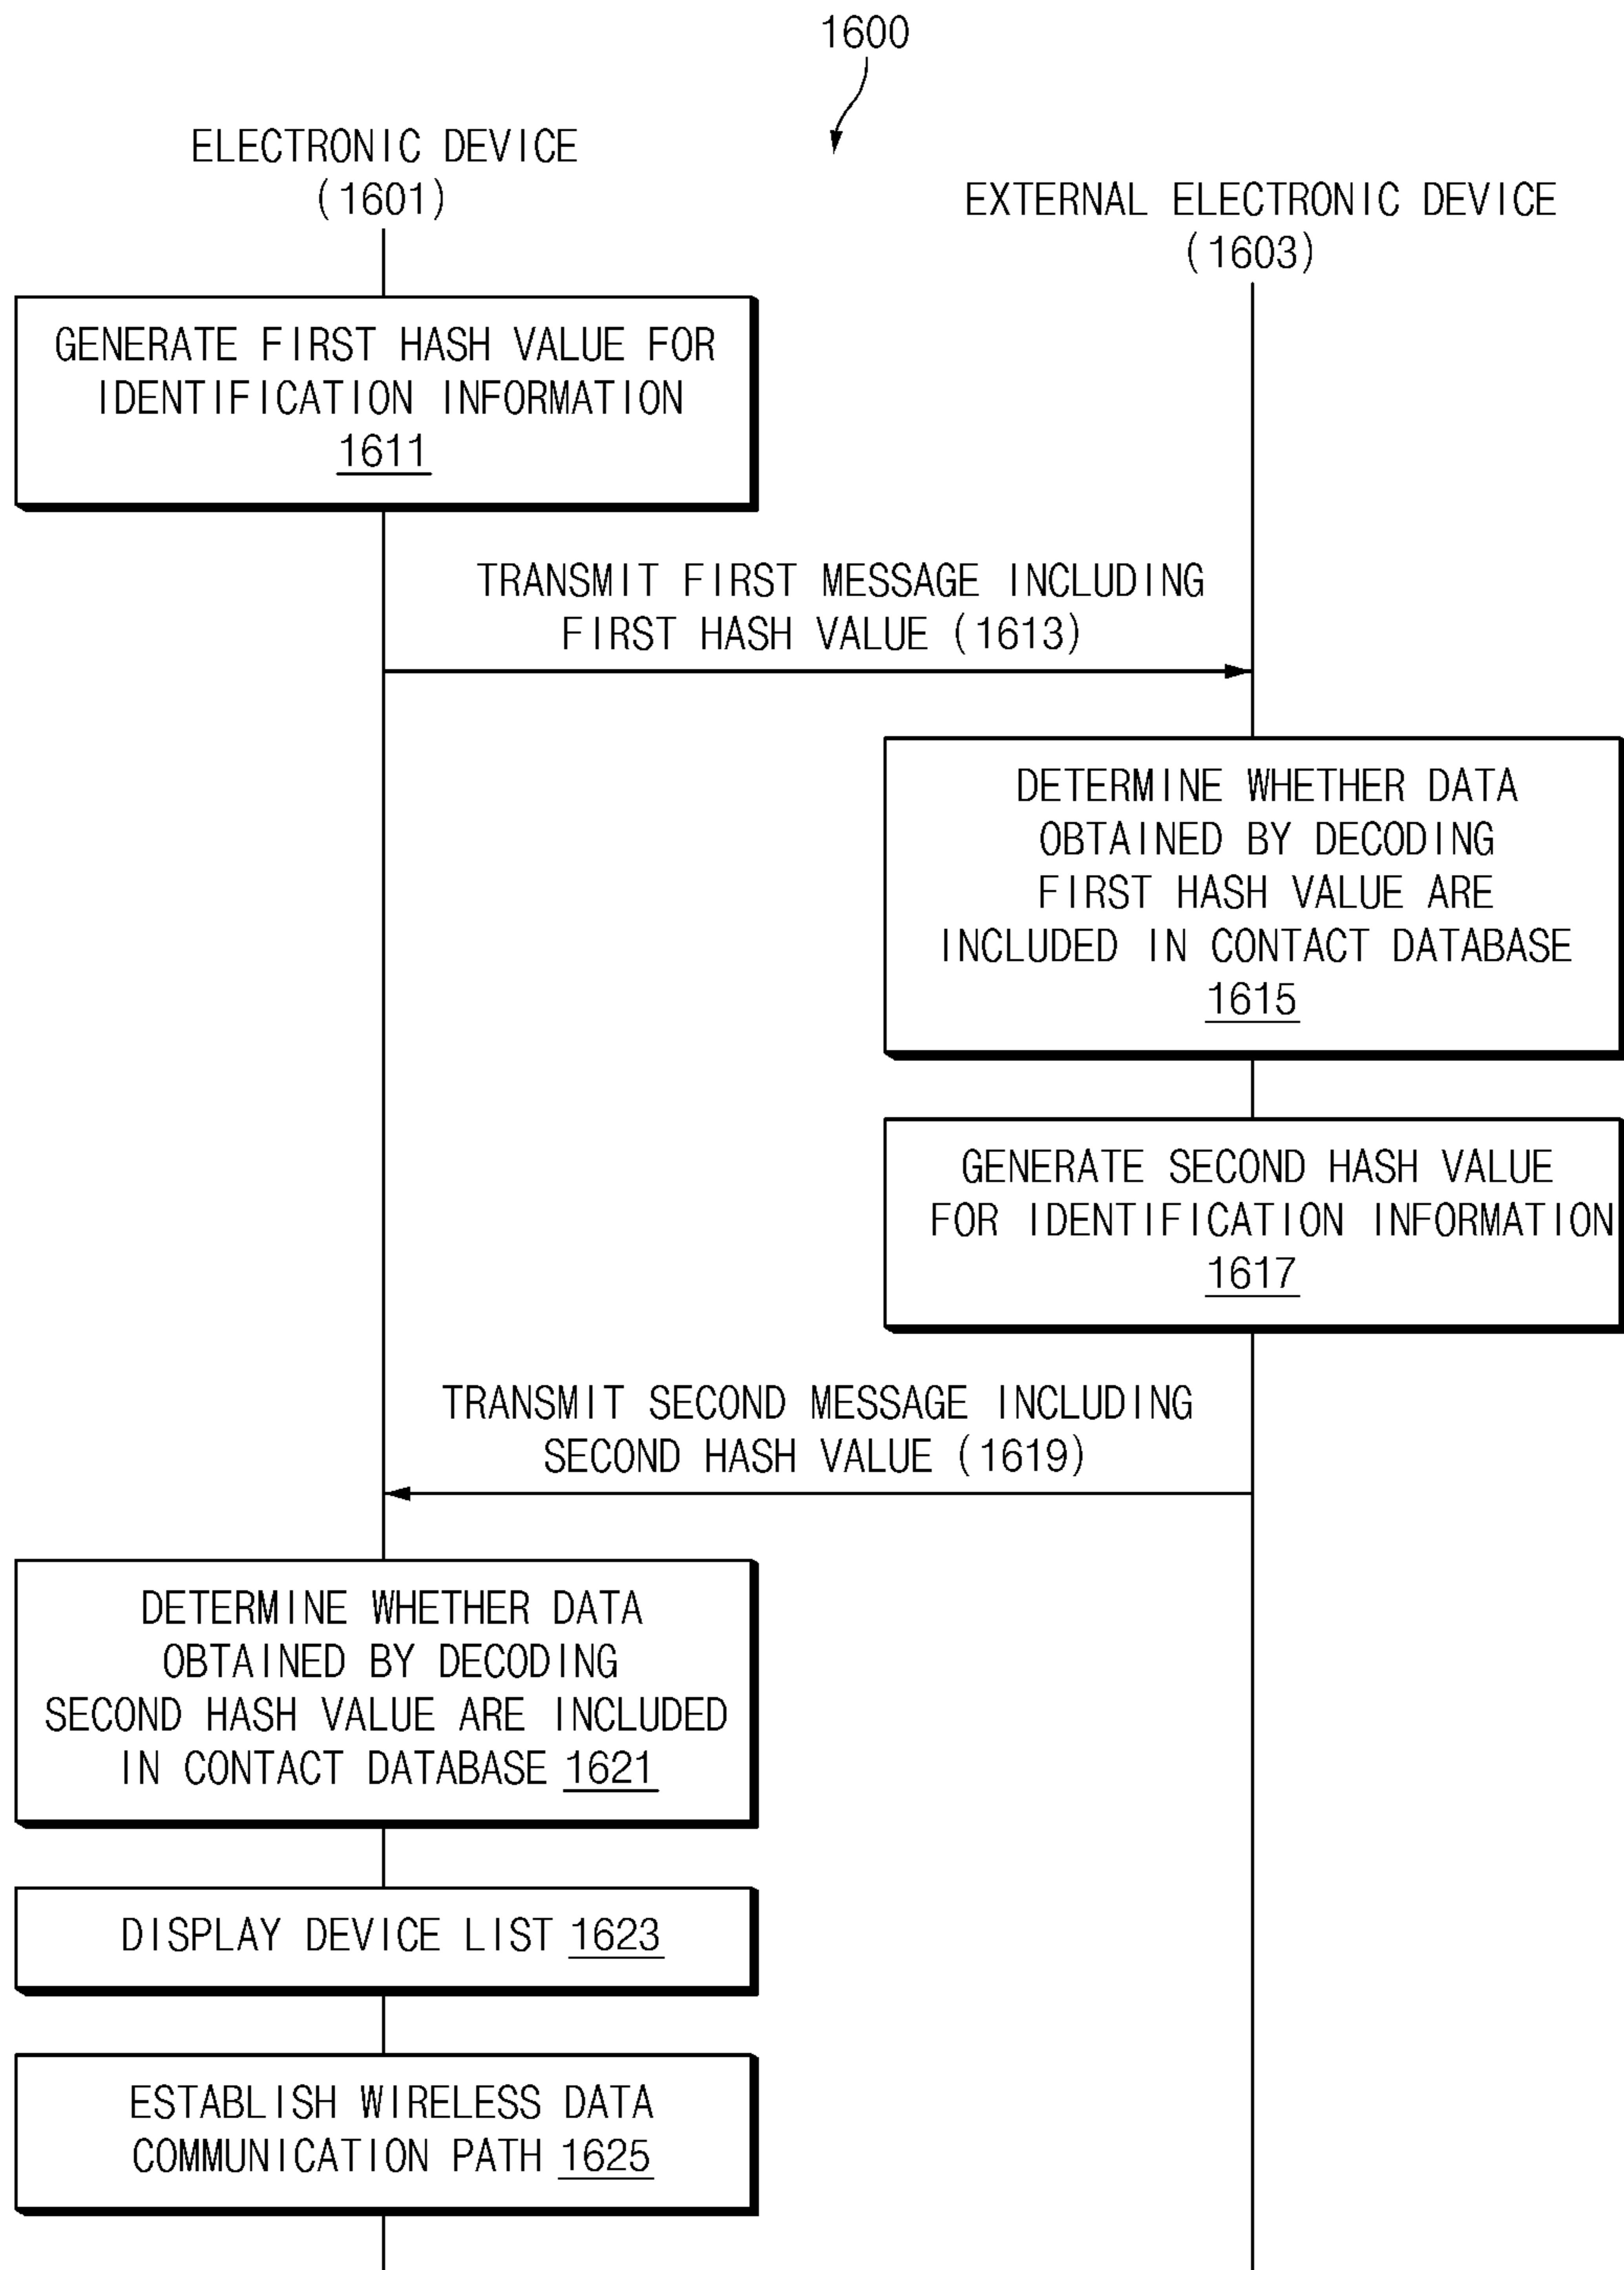 1600
ELECTRONIC DEVICE
(1601)
EXTERNAL ELECTRONIC DEVICE
(1603)
GENERATE FIRST HASH VALUE FOR
IDENTIFICATION INFORMATION
1611
TRANSMIT FIRST MESSAGE INCLUDING
FIRST HASH VALUE (1613)
DETERMINE WHETHER DATA
OBTAINED BY DECODING
FIRST HASH VALUE ARE
INCLUDED IN CONTACT DATABASE
1615
GENERATE SECOND HASH VALUE
FOR IDENTIFICATION INFORMATION
1617
TRANSMIT SECOND MESSAGE INCLUDING
SECOND HASH VALUE (1619)
DETERMINE WHETHER DATA
OBTAINED BY DECODING
SECOND HASH VALUE ARE INCLUDED
IN CONTACT DATABASE 1621
DISPLAY DEVICE LIST 1623
ESTABLISH WIRELESS DATA
COMMUNICATION PATH 1625